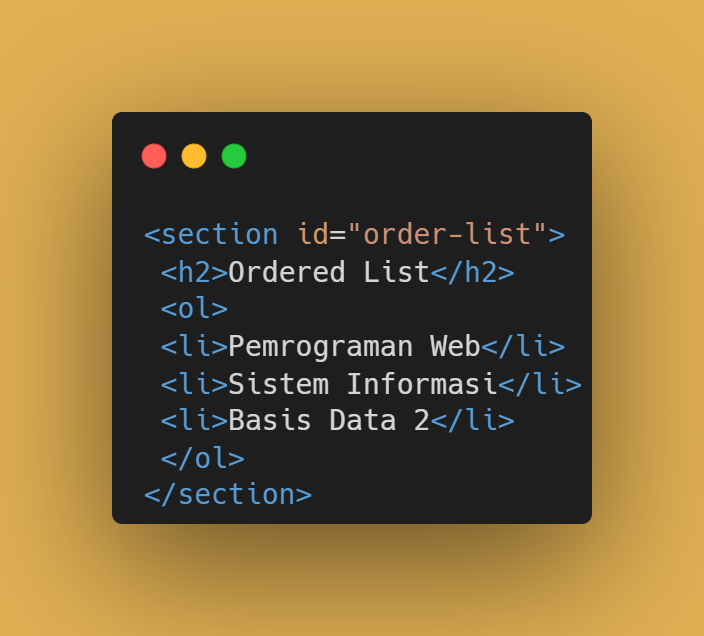 <section id="order-list">
<h2>Ordered List</h2>
<ol>
<li>Pemrograman Web</li>
<li>Sistem Informasi</li>
<li>Basis Data 2</li>
</ol>
</section>